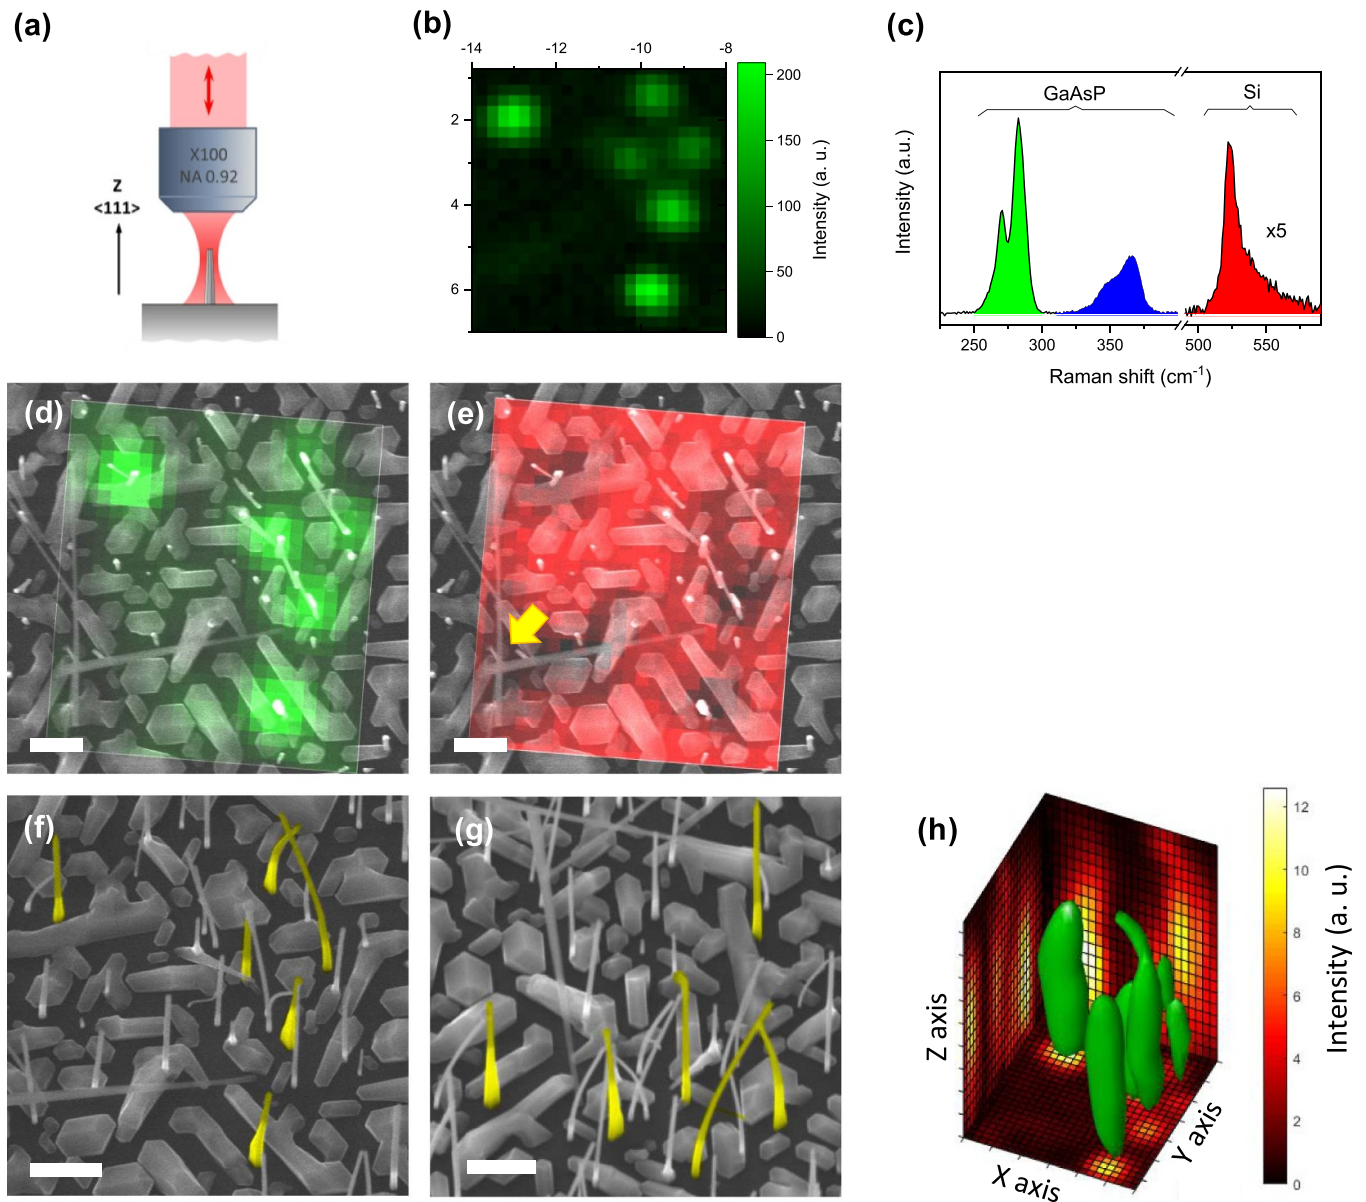 (a)
X100
NA 0.92
Z
<111>
(b)
-14
-12
-10
-8
2
4
6
200
150
100
50
0
Intensity (a. u.)
(c)
GaAsP
Si
x5
Intensity (a.u.)
250
300
350
500
550
Raman shift (cm⁻¹)
(d)
(e)
(f)
(g)
(h)
Z axis
X axis
Y axis
12
10
8
6
4
2
0
Intensity (a. u.)